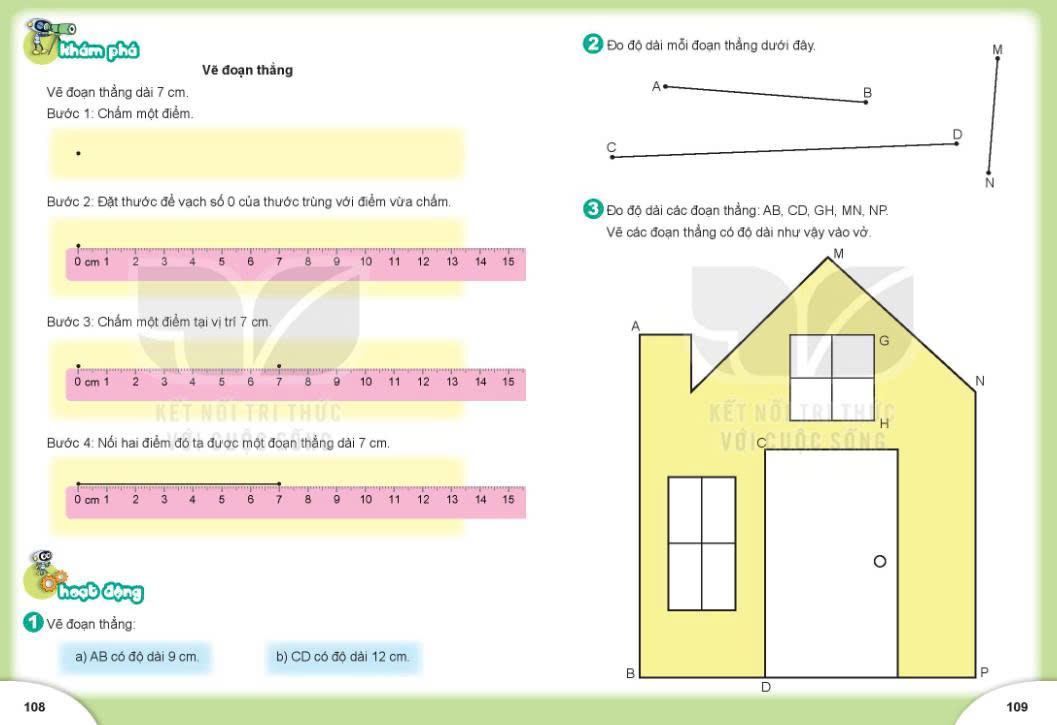 khám phá
Vẽ đoạn thẳng
Vẽ đoạn thẳng dài 7 cm.
Bước 1: Chấm một điểm.
Bước 2: Đặt thước để vạch số 0 của thước trùng với điểm vừa chấm.
0 cm 1 2 3 4 5 6 7 8 9 10 11 12 13 14 15
Bước 3: Chấm một điểm tại vị trí 7 cm.
0 cm 1 2 3 4 5 6 7 8 9 10 11 12 13 14 15
KẾT NỐI TRI THỨC
VỚI CUỘC SỐNG
Bước 4: Nối hai điểm đó ta được một đoạn thẳng dài 7 cm.
0 cm 1 2 3 4 5 6 7 8 9 10 11 12 13 14 15
hoạt động
1 Vẽ đoạn thẳng:
a) AB có độ dài 9 cm.
b) CD có độ dài 12 cm.
108
2 Đo độ dài mỗi đoạn thẳng dưới đây.
M
A
B
C
D
N
3 Đo độ dài các đoạn thẳng: AB, CD, GH, MN, NP.
Vẽ các đoạn thẳng có độ dài như vậy vào vở.
M
A
G
N
KẾT NỐI TRI THỨC
H
VỚI CUỘC SỐNG
C
B
P
D
109